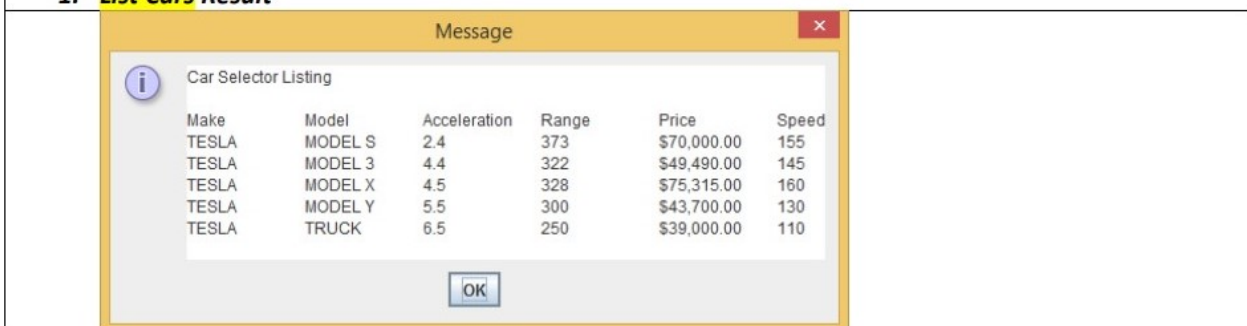 1. List Cars Result
Message
Car Selector Listing
Make Model Acceleration Range Price Speed
TESLA MODEL S 2.4 373 $70,000.00 155
TESLA MODEL 3 4.4 322 $49,490.00 145
TESLA MODEL X 4.5 328 $75,315.00 160
TESLA MODEL Y 5.5 300 $43,700.00 130
TESLA TRUCK 6.5 250 $39,000.00 110
OK